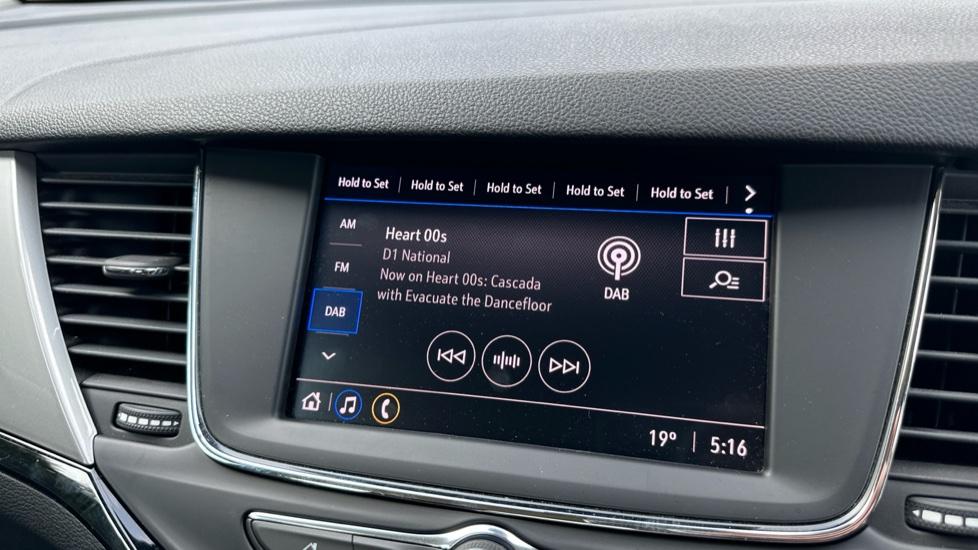 Hold to Set Hold to Set Hold to Set Hold to Set Hold to Set
AM
FM
DAB
Heart 00s
D1 National
Now on Heart 00s: Cascada
with Evacuate the Dancefloor
DAB
19° 5:16